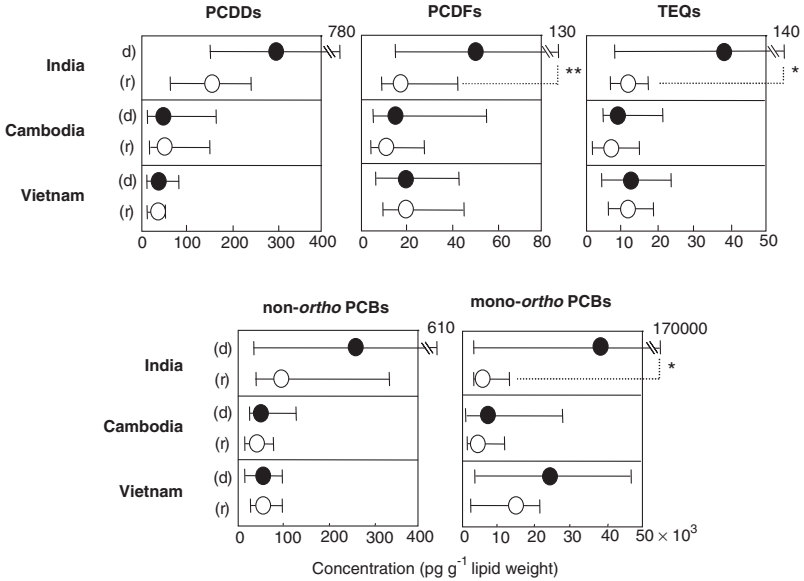 PCDDs PCDFs TEQs
780 130 140
India d)
(r) ** *
Cambodia (d)
(r)
Vietnam (d)
(r)
0 100 200 300 400 0 20 40 60 80 0 10 20 30 40 50
non-ortho PCBs mono-ortho PCBs
610 170000
India (d)
(r) *
Cambodia (d)
(r)
Vietnam (d)
(r)
0 100 200 300 400 0 10 20 30 40 50 × 10³
Concentration (pg g⁻¹ lipid weight)